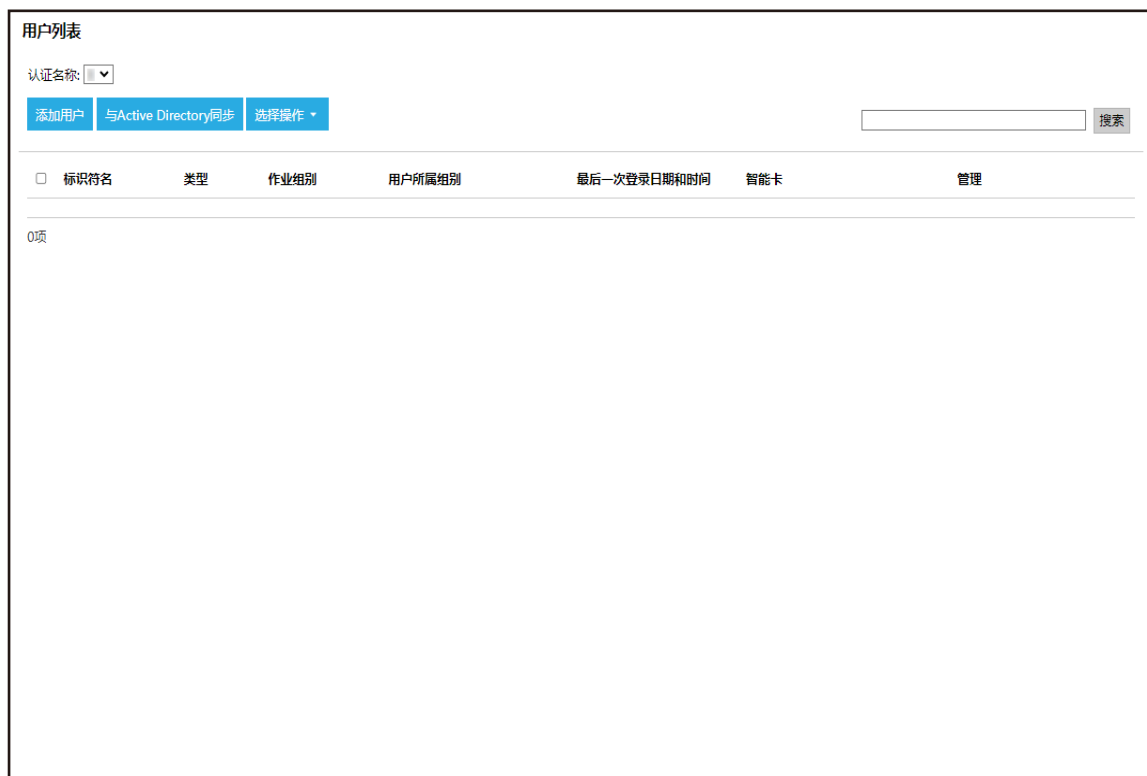 用户列表
认证名称:
添加用户 与Active Directory同步 选择操作 搜索
标识符名 类型 作业组别 用户所属组别 最后一次登录日期和时间 智能卡 管理
0项